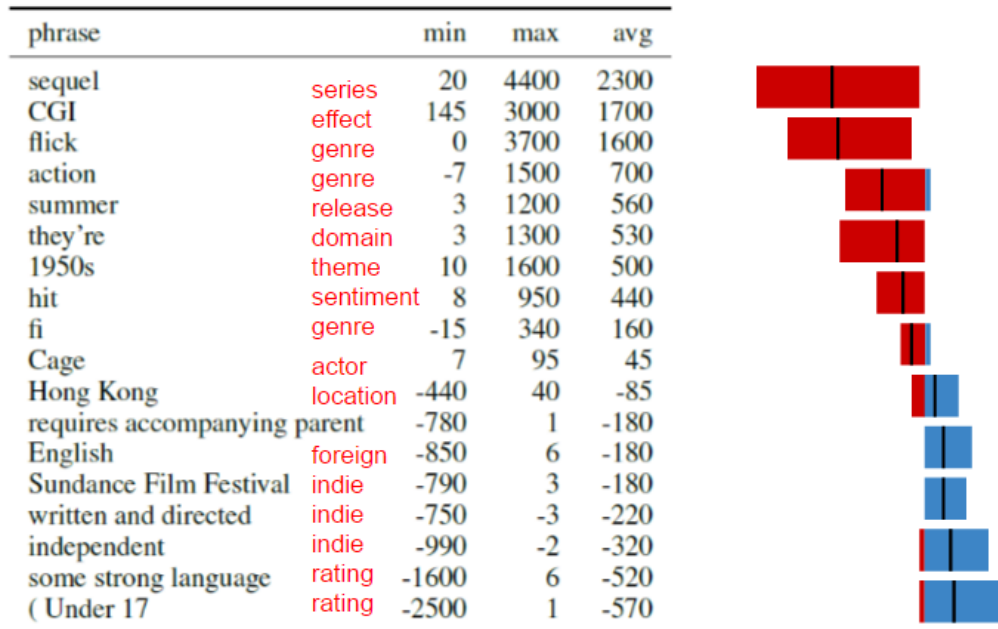 phrase min max avg
sequel series 20 4400 2300
CGI effect 145 3000 1700
flick genre 0 3700 1600
action genre -7 1500 700
summer release 3 1200 560
they're domain 3 1300 530
1950s theme 10 1600 500
hit sentiment 8 950 440
fi genre -15 340 160
Cage actor 7 95 45
Hong Kong location -440 40 -85
requires accompanying parent -780 1 -180
English foreign -850 6 -180
Sundance Film Festival indie -790 3 -180
written and directed indie -750 -3 -220
independent indie -990 -2 -320
some strong language rating -1600 6 -520
( Under 17 rating -2500 1 -570